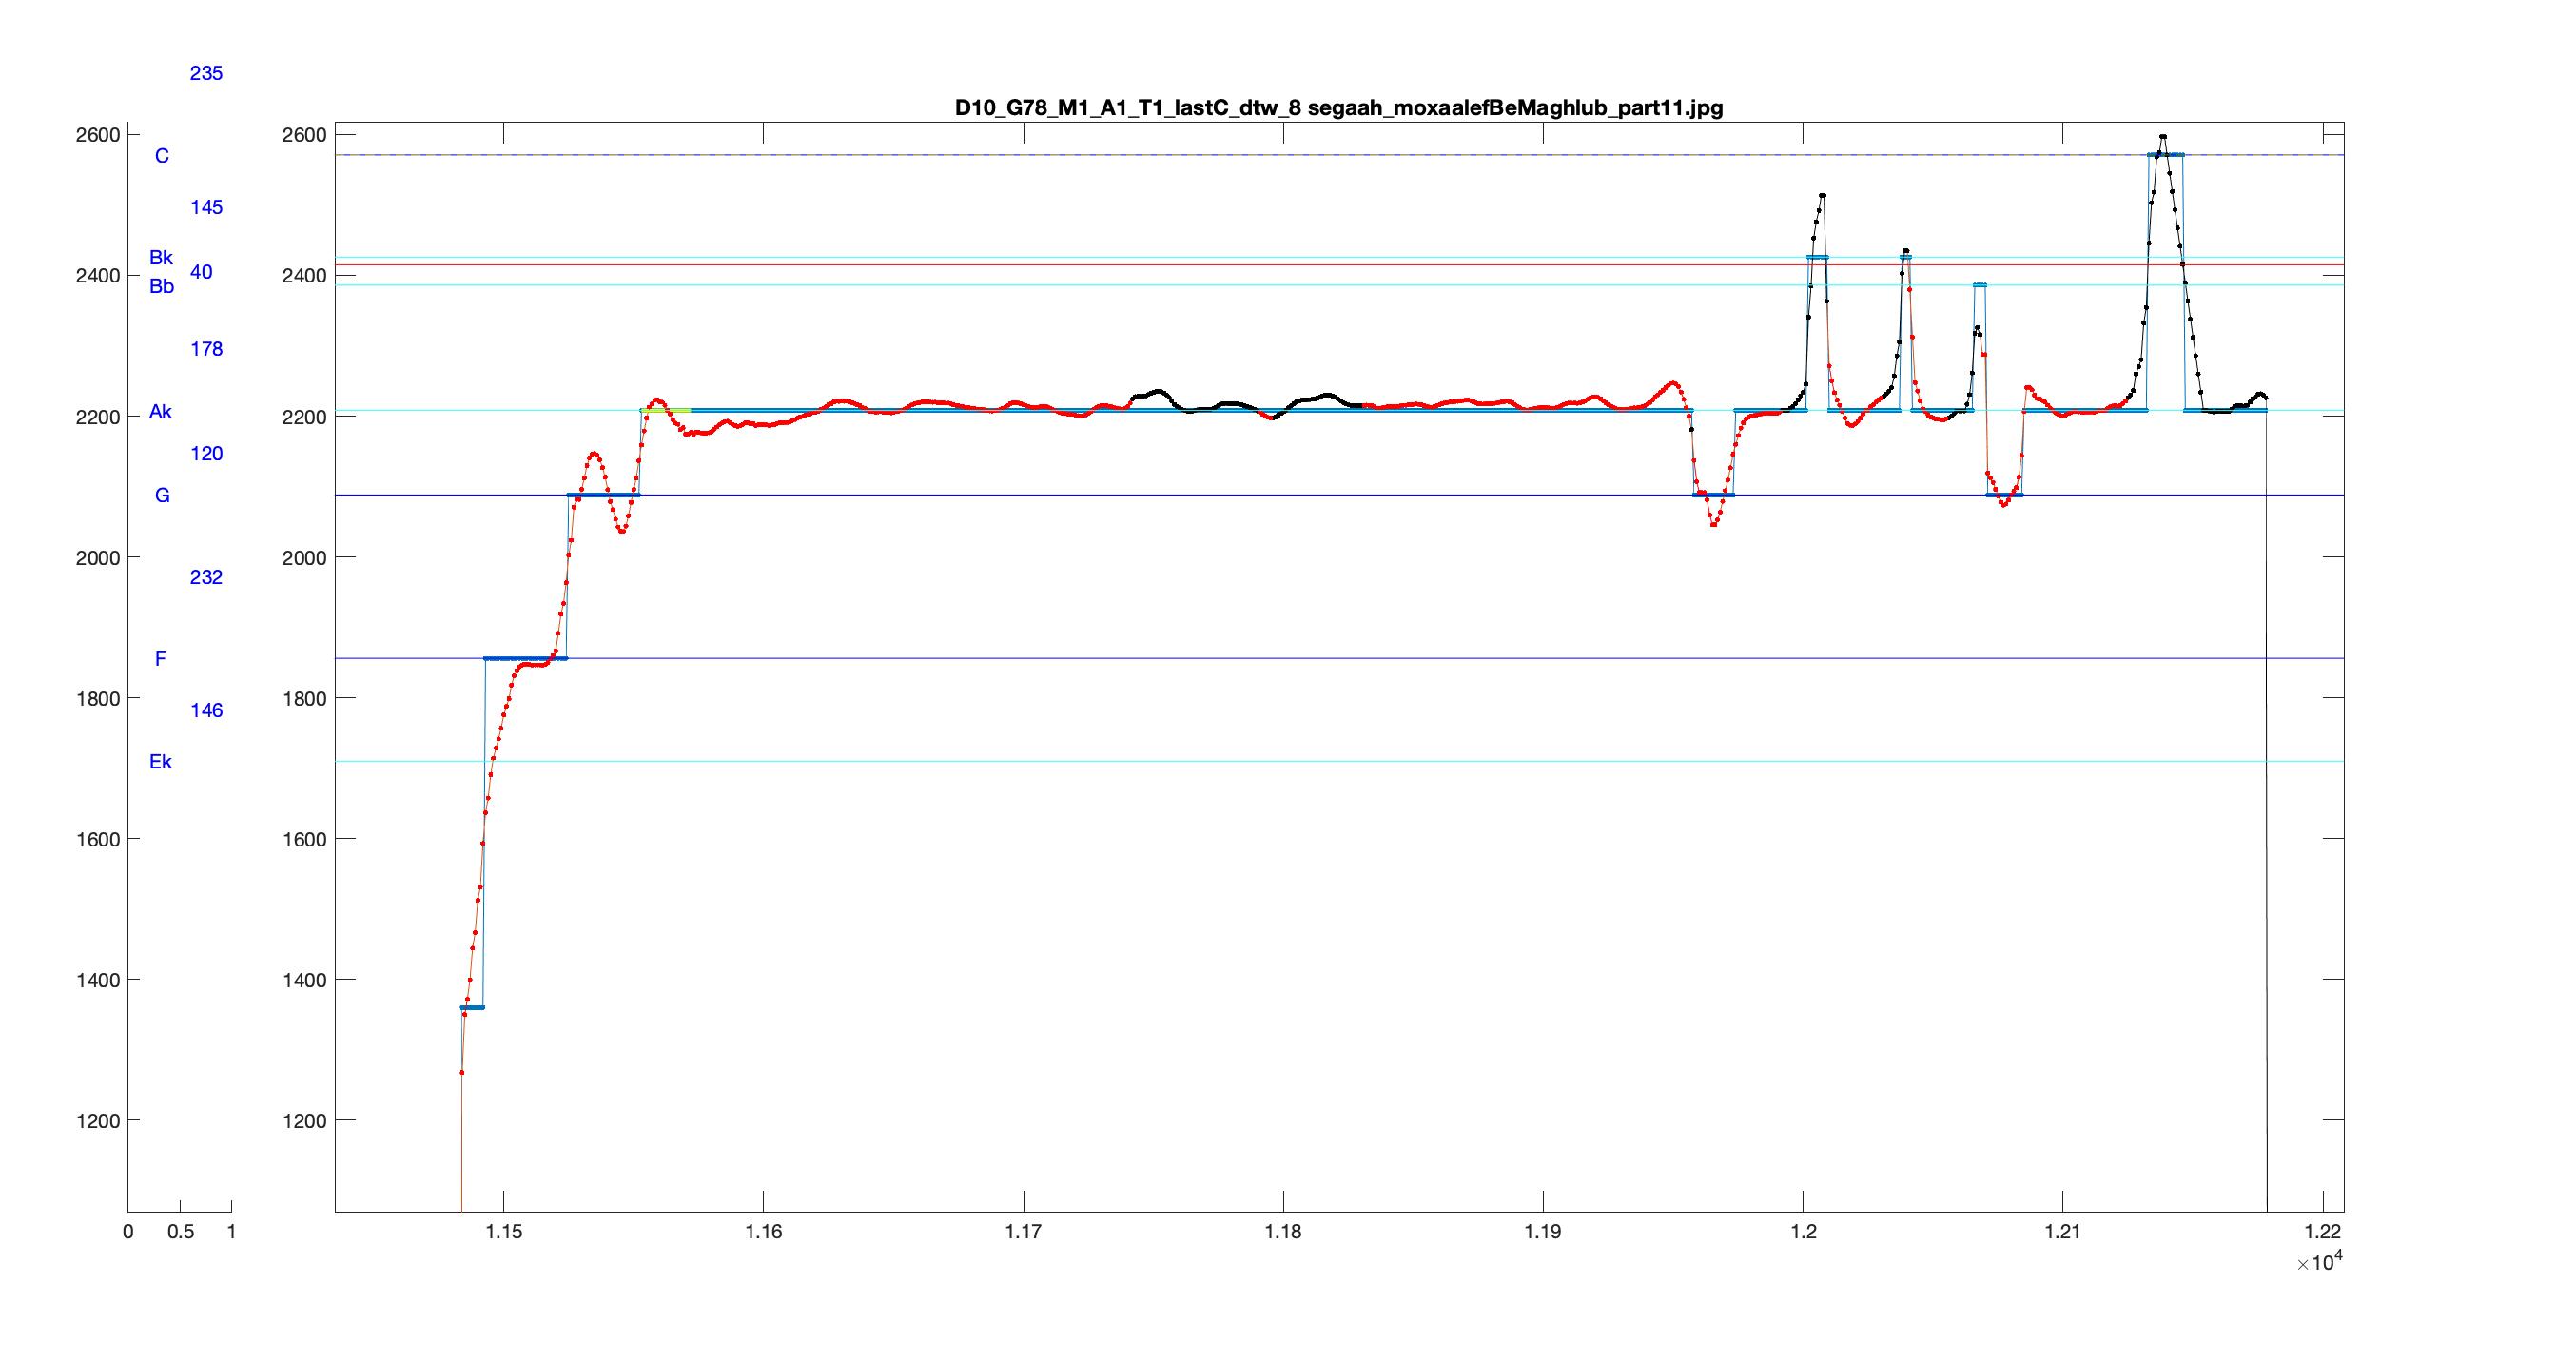 235
D10_G78_M1_A1_T1_lastC_dtw_8 segaah_moxaalefBeMaghlub_part11.jpg
2600 2600
C
145
Bk
40
2400 2400
Bb
178
Ak
2200 2200
120
G
2000 2000
232
F
1800 1800
146
Ek
1600 1600
1400 1400
1200 1200
0 0.5 1 1.15 1.16 1.17 1.18 1.19 1.2 1.21 1.22
×10⁴